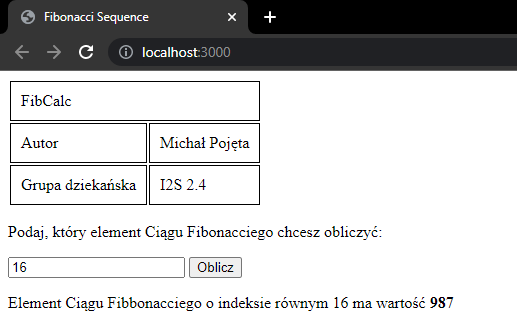 Fibonacci Sequence
localhost:3000
FibCalc
Autor Michał Pojęta
Grupa dziekańska I2S 2.4
Podaj, który element Ciągu Fibonacciego chcesz obliczyć:
16 Oblicz
Element Ciągu Fibbonacciego o indeksie równym 16 ma wartość 987